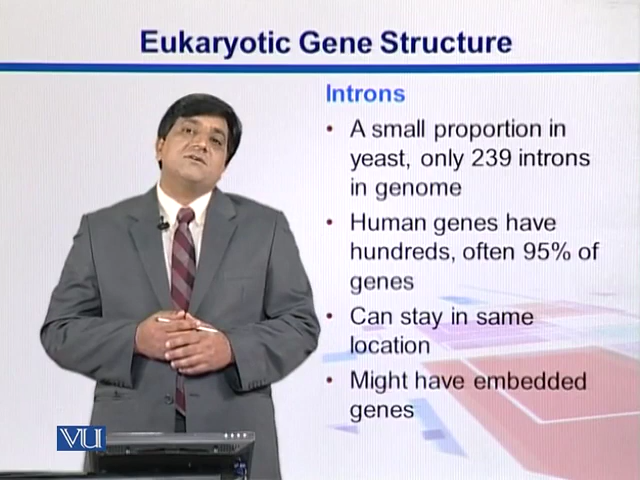 Eukaryotic Gene Structure
Introns
• A small proportion in
yeast, only 239 introns
in genome
• Human genes have
hundreds, often 95% of
genes
• Can stay in same
location
• Might have embedded
genes
VU